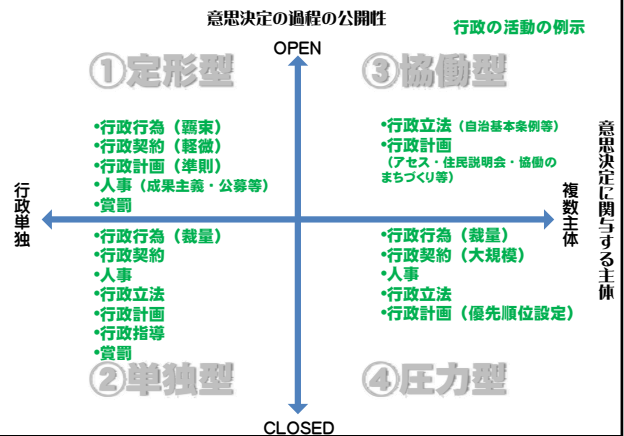 意思決定の過程の公開性
行政の活動の例示
OPEN
①定形型
•行政行為（羈束）
•行政契約（軽微）
•行政計画（準則）
•人事（成果主義・公募等）
•賞罰
③協働型
•行政立法（自治基本条例等）
•行政計画
（アセス・住民説明会・協働の
まちづくり等）
行政単独
複数主体
意思決定に関与する主体
•行政行為（裁量）
•行政契約
•人事
•行政立法
•行政計画
•行政指導
•賞罰
②単独型
•行政行為（裁量）
•行政契約（大規模）
•人事
•行政立法
•行政計画（優先順位設定）
④圧力型
CLOSED